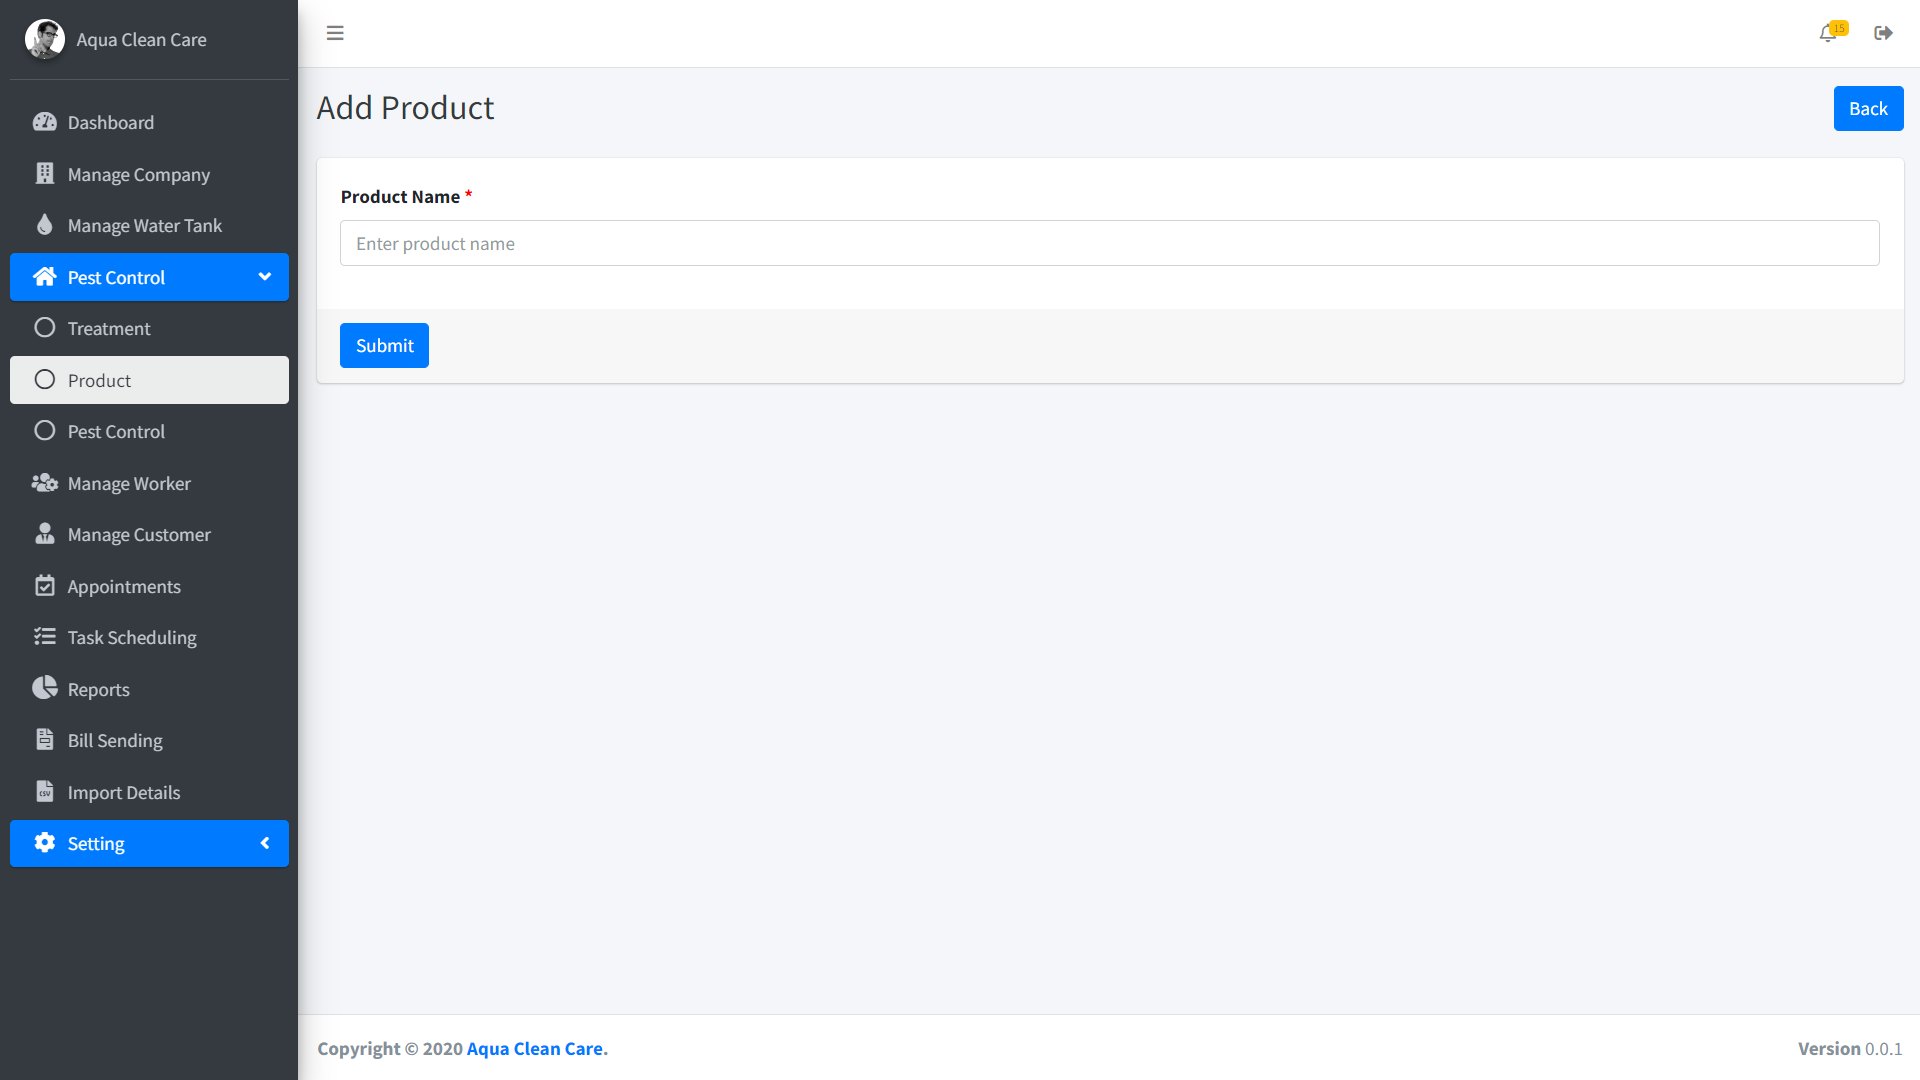 Aqua Clean Care
15
Dashboard
Manage Company
Manage Water Tank
Pest Control
Treatment
Product
Pest Control
Manage Worker
Manage Customer
Appointments
Task Scheduling
Reports
Bill Sending
CSV
Import Details
Setting
Add Product
Back
Product Name *
Enter product name
Submit
Copyright © 2020 Aqua Clean Care.
Version 0.0.1